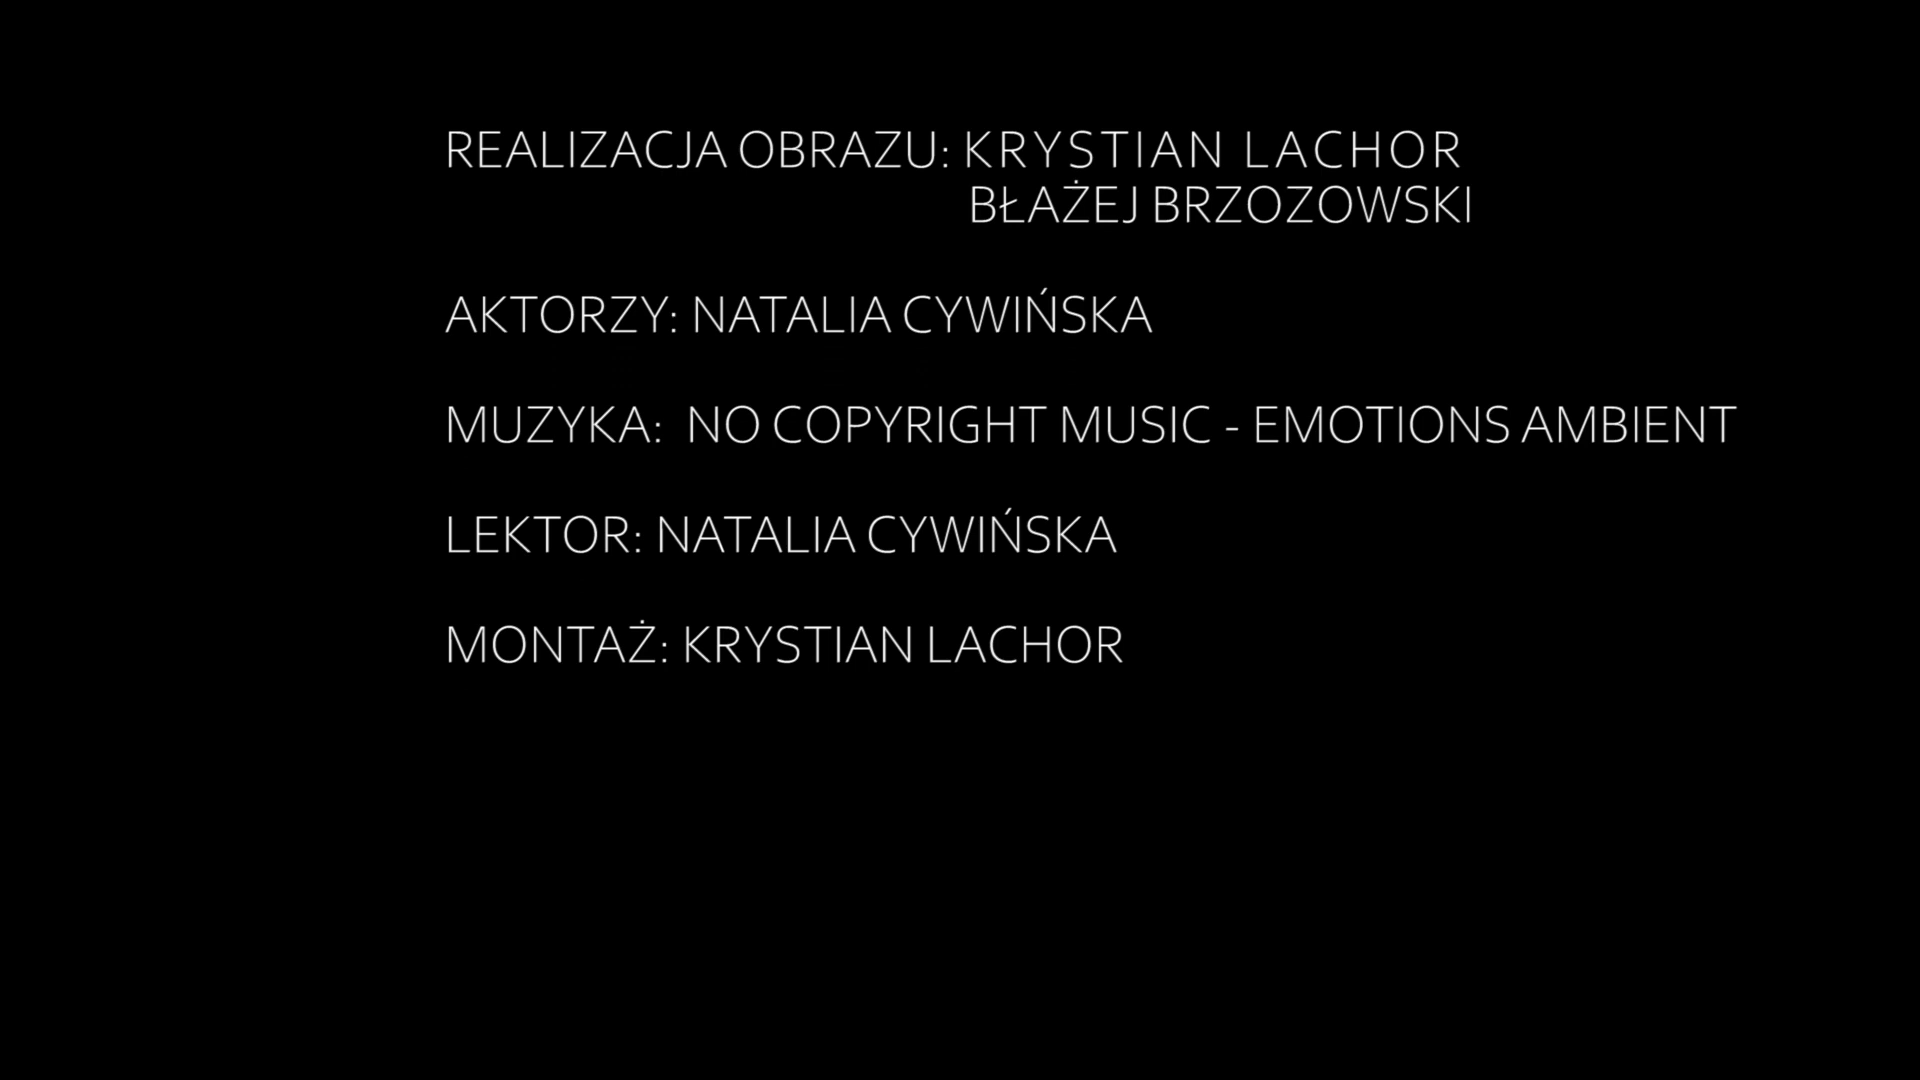 REALIZACJA OBRAZU: KRYSTIAN LACHOR
BŁAŻEJ BRZOZOWSKI
AKTORZY: NATALIA CYWIŃSKA
MUZYKA: NO COPYRIGHT MUSIC - EMOTIONS AMBIENT
LEKTOR: NATALIA CYWIŃSKA
MONTAŻ: KRYSTIAN LACHOR